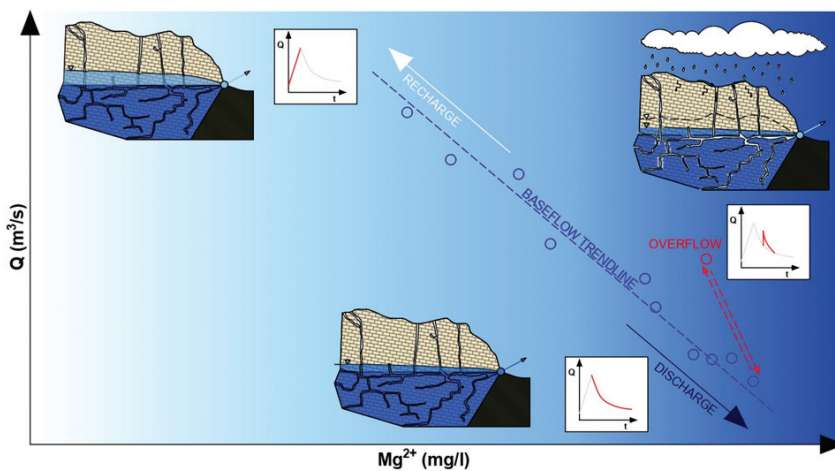 Q
t
RECHARGE
BASEFLOW TRENDLINE
OVERFLOW
Q
t
Q (m³/s)
Q
t
DISCHARGE
Mg²⁺ (mg/l)